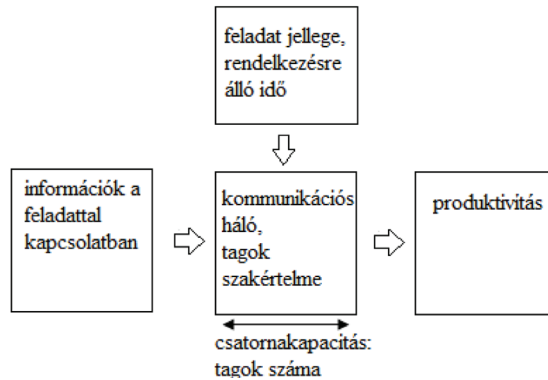 feladat jellege,
rendelkezésre
álló idő
információk a
feladattal
kapcsolatban
kommunikációs
háló,
tagok
szakértelme
produktivitás
csatornakapacitás:
tagok száma